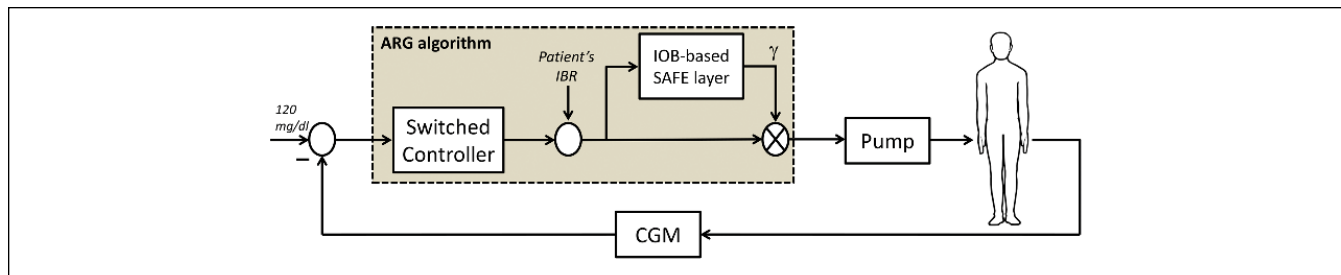 ARG algorithm
Patient's
IBR
IOB-based
SAFE layer
γ
120
mg/dl
−
Switched
Controller
Pump
CGM